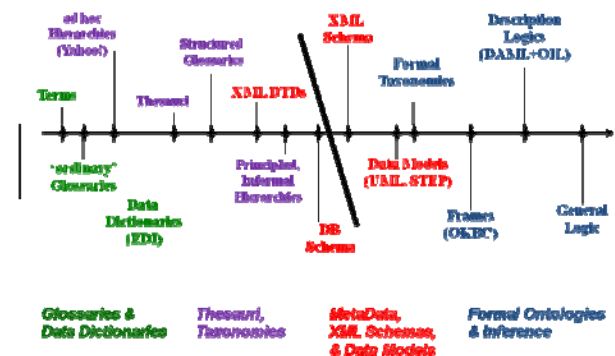 ad hoc
Hierarchies
(Yahoo!)
Terms
Thesauri
Structured
Glossaries
XML DTDs
XML
Schema
Formal
Taxonomies
Description
Logics
(DAML+OIL)
'ordinary'
Glossaries
Data
Dictionaries
(EDI)
Principled,
Informal
Hierarchies
DB
Schema
Data Models
(UML, STEP)
Frames
(OKBC)
General
Logic
Glossaries &
Data Dictionaries
Thesauri,
Taxonomies
MetaData,
XML Schemas,
& Data Models
Formal Ontologies
& Inference